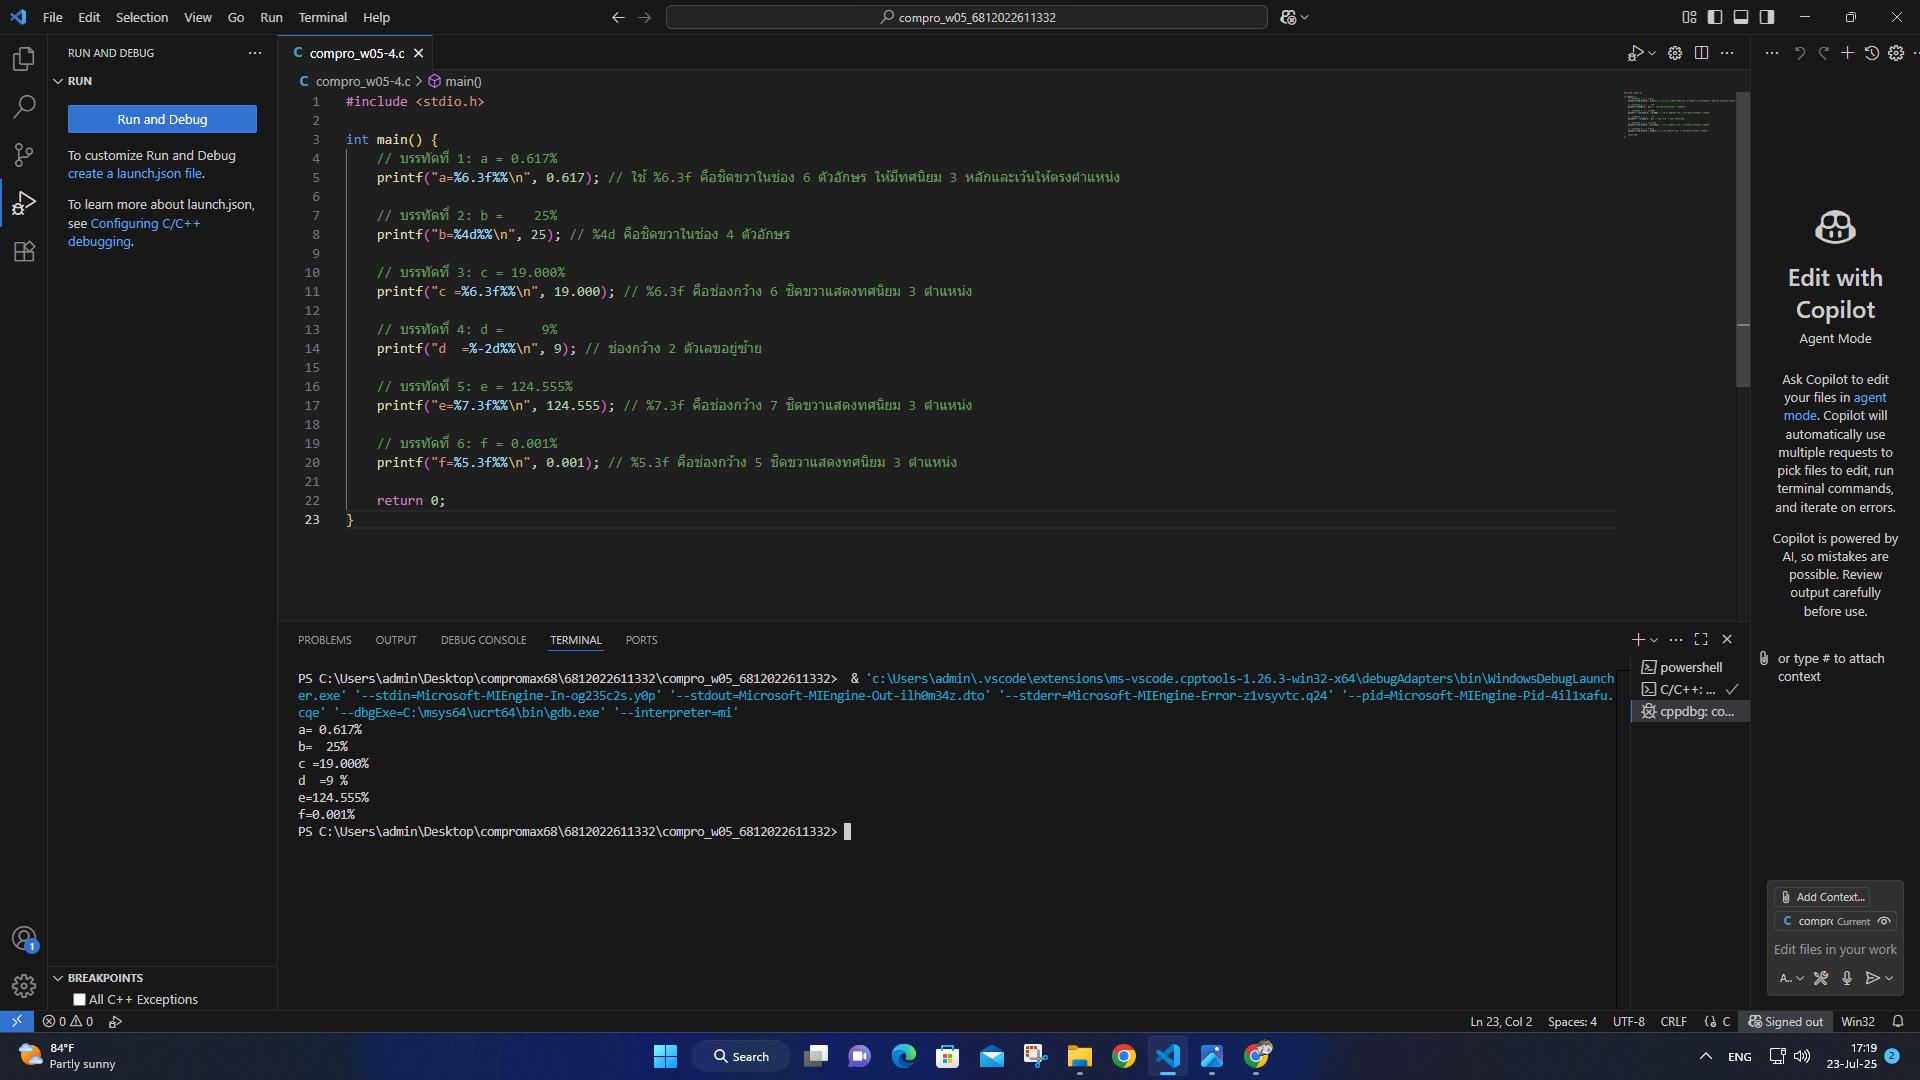 File Edit Selection View Go Run Terminal Help
compro_w05_6812022611332
RUN AND DEBUG
RUN
Run and Debug
To customize Run and Debug
create a launch.json file.
To learn more about launch.json,
see Configuring C/C++
debugging.
BREAKPOINTS
All C++ Exceptions
compro_w05-4.c
compro_w05-4.c > main()
1 #include <stdio.h>
2
3 int main() {
4 // บรรทัดที่ 1: a = 0.617%
5 printf("a=%6.3f%%\n", 0.617); // ใช้ %6.3f คือชิดขวาในช่อง 6 ตัวอักษร ให้มีทศนิยม 3 หลักและเว้นให้ตรงตำแหน่ง
6
7 // บรรทัดที่ 2: b =    25%
8 printf("b=%4d%%\n", 25); // %4d คือชิดขวาในช่อง 4 ตัวอักษร
9
10 // บรรทัดที่ 3: c = 19.000%
11 printf("c =%6.3f%%\n", 19.000); // %6.3f คือช่องกว้าง 6 ชิดขวาแสดงทศนิยม 3 ตำแหน่ง
12
13 // บรรทัดที่ 4: d =     9%
14 printf("d  =%-2d%%\n", 9); // ช่องกว้าง 2 ตัวเลขอยู่ซ้าย
15
16 // บรรทัดที่ 5: e = 124.555%
17 printf("e=%7.3f%%\n", 124.555); // %7.3f คือช่องกว้าง 7 ชิดขวาแสดงทศนิยม 3 ตำแหน่ง
18
19 // บรรทัดที่ 6: f = 0.001%
20 printf("f=%5.3f%%\n", 0.001); // %5.3f คือช่องกว้าง 5 ชิดขวาแสดงทศนิยม 3 ตำแหน่ง
21
22 return 0;
23 }
PROBLEMS OUTPUT DEBUG CONSOLE TERMINAL PORTS
PS C:\Users\admin\Desktop\compromax68\6812022611332\compro_w05_6812022611332>  & 'c:\Users\admin\.vscode\extensions\ms-vscode.cpptools-1.26.3-win32-x64\debugAdapters\bin\WindowsDebugLaunch
er.exe' '--stdin=Microsoft-MIEngine-In-og235c2s.y0p' '--stdout=Microsoft-MIEngine-Out-ilh0m34z.dto' '--stderr=Microsoft-MIEngine-Error-z1vsyvtc.q24' '--pid=Microsoft-MIEngine-Pid-4il1xafu.
cqe' '--dbgExe=C:\msys64\ucrt64\bin\gdb.exe' '--interpreter=mi'
a= 0.617%
b=  25%
c =19.000%
d  =9 %
e=124.555%
f=0.001%
PS C:\Users\admin\Desktop\compromax68\6812022611332\compro_w05_6812022611332>
powershell
C/C++: ...
cppdbg: co...
Edit with
Copilot
Agent Mode
Ask Copilot to edit
your files in agent
mode. Copilot will
automatically use
multiple requests to
pick files to edit, run
terminal commands,
and iterate on errors.
Copilot is powered by
AI, so mistakes are
possible. Review
output carefully
before use.
or type # to attach
context
Add Context...
C compro Current
Edit files in your work
A..
0 0
Ln 23, Col 2 Spaces: 4 UTF-8 CRLF {} C Signed out Win32
84°F
Partly sunny
Search
ENG
17:19
23-Jul-25
2